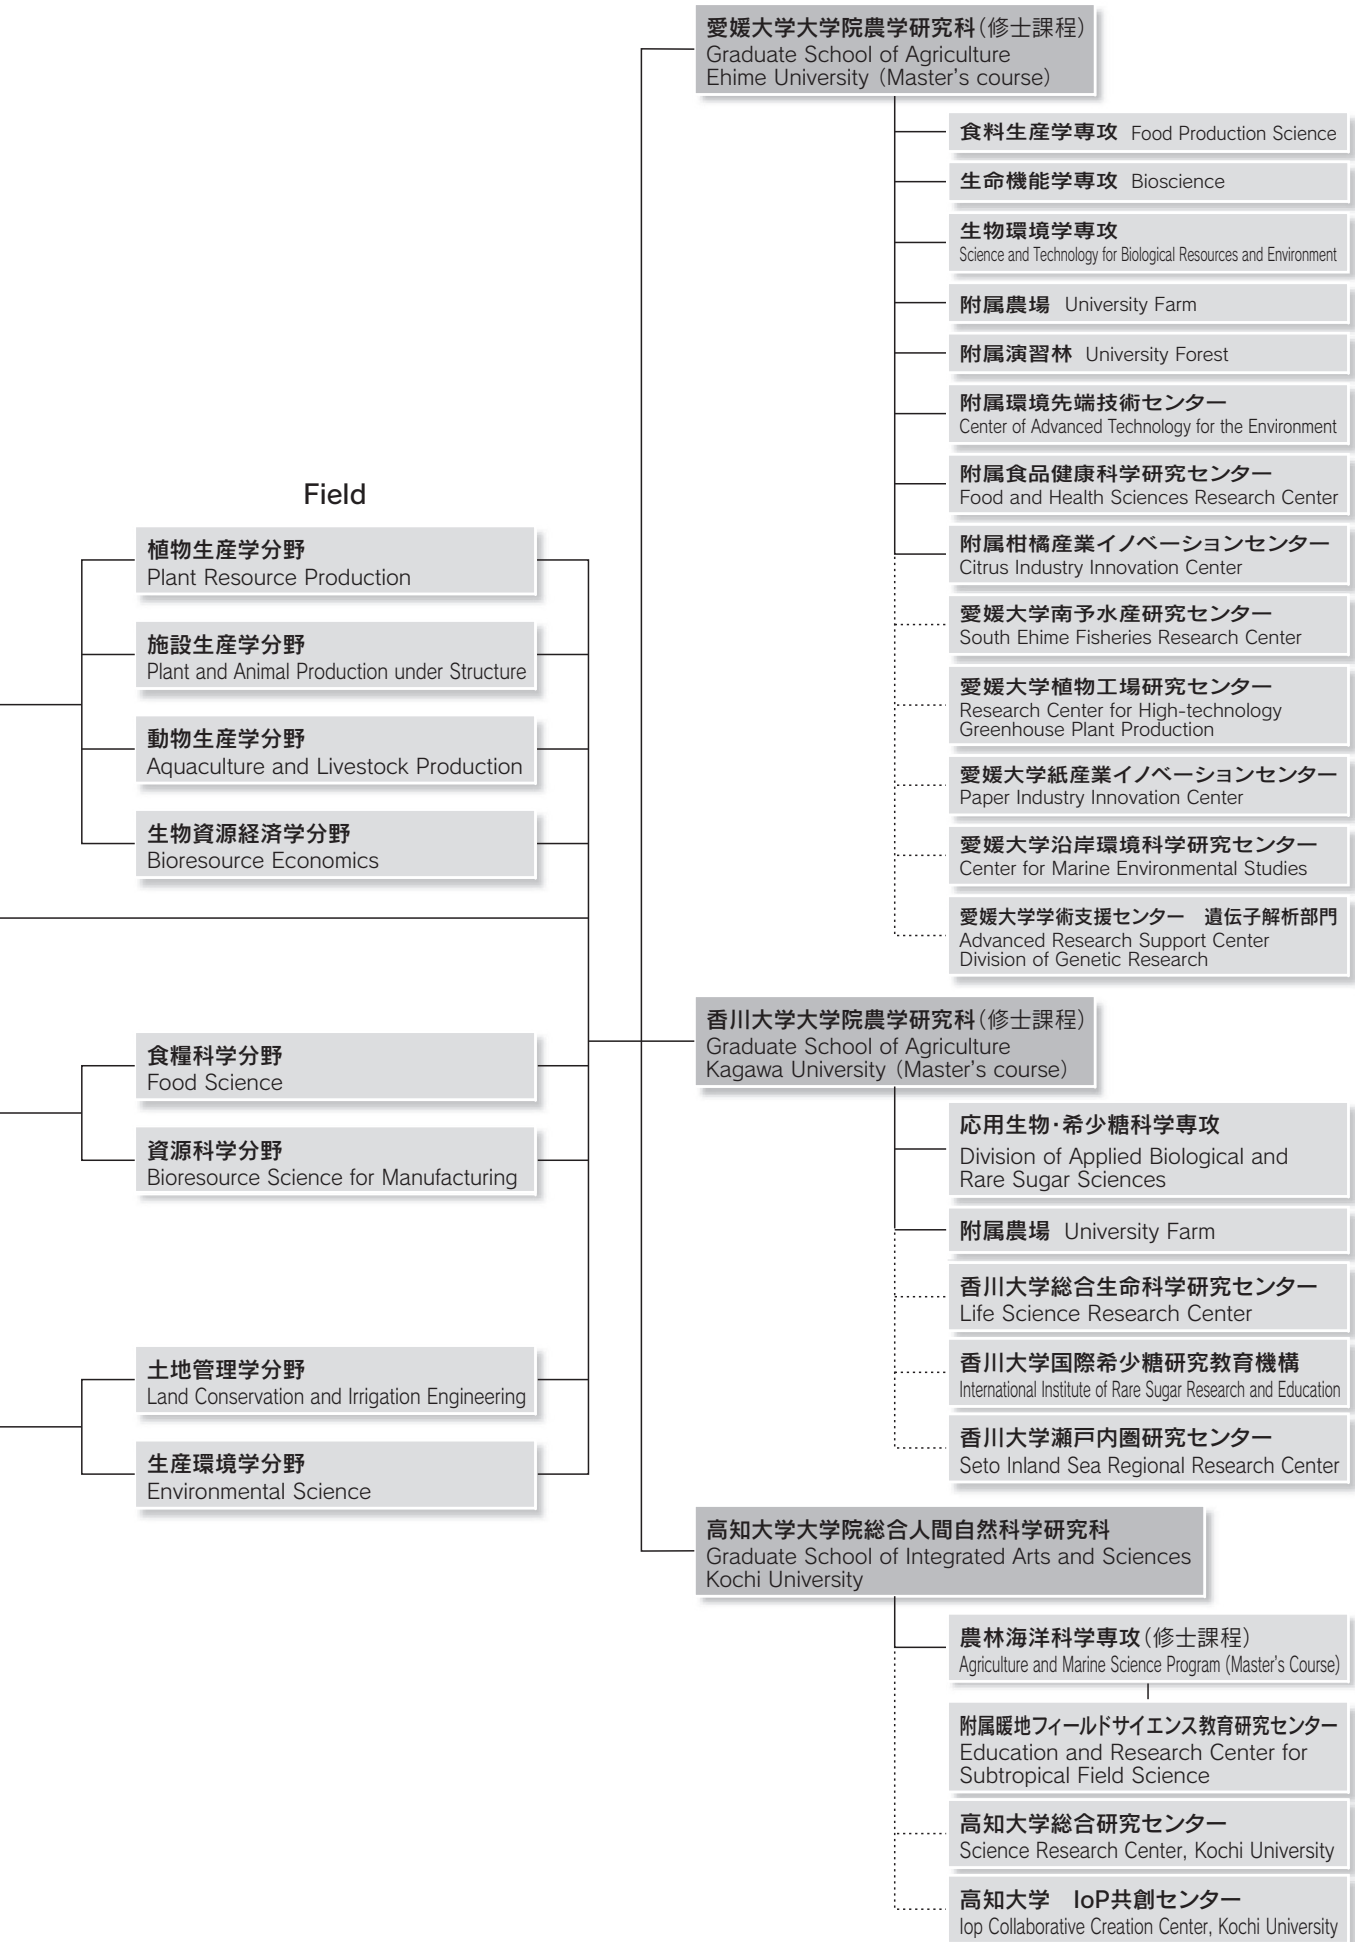 Field
植物生産学分野
Plant Resource Production
施設生産学分野
Plant and Animal Production under Structure
動物生産学分野
Aquaculture and Livestock Production
生物資源経済学分野
Bioresource Economics
食糧科学分野
Food Science
資源科学分野
Bioresource Science for Manufacturing
土地管理学分野
Land Conservation and Irrigation Engineering
生産環境学分野
Environmental Science
愛媛大学大学院農学研究科(修士課程)
Graduate School of Agriculture
Ehime University (Master's course)
食料生産学専攻 Food Production Science
生命機能学専攻 Bioscience
生物環境学専攻
Science and Technology for Biological Resources and Environment
附属農場 University Farm
附属演習林 University Forest
附属環境先端技術センター
Center of Advanced Technology for the Environment
附属食品健康科学研究センター
Food and Health Sciences Research Center
附属柑橘産業イノベーションセンター
Citrus Industry Innovation Center
愛媛大学南予水産研究センター
South Ehime Fisheries Research Center
愛媛大学植物工場研究センター
Research Center for High-technology
Greenhouse Plant Production
愛媛大学紙産業イノベーションセンター
Paper Industry Innovation Center
愛媛大学沿岸環境科学研究センター
Center for Marine Environmental Studies
愛媛大学学術支援センター 遺伝子解析部門
Advanced Research Support Center
Division of Genetic Research
香川大学大学院農学研究科(修士課程)
Graduate School of Agriculture
Kagawa University (Master's course)
応用生物・希少糖科学専攻
Division of Applied Biological and
Rare Sugar Sciences
附属農場 University Farm
香川大学総合生命科学研究センター
Life Science Research Center
香川大学国際希少糖研究教育機構
International Institute of Rare Sugar Research and Education
香川大学瀬戸内圏研究センター
Seto Inland Sea Regional Research Center
高知大学大学院総合人間自然科学研究科
Graduate School of Integrated Arts and Sciences
Kochi University
農林海洋科学専攻(修士課程)
Agriculture and Marine Science Program (Master's Course)
附属暖地フィールドサイエンス教育研究センター
Education and Research Center for
Subtropical Field Science
高知大学総合研究センター
Science Research Center, Kochi University
高知大学 IoP共創センター
Iop Collaborative Creation Center, Kochi University